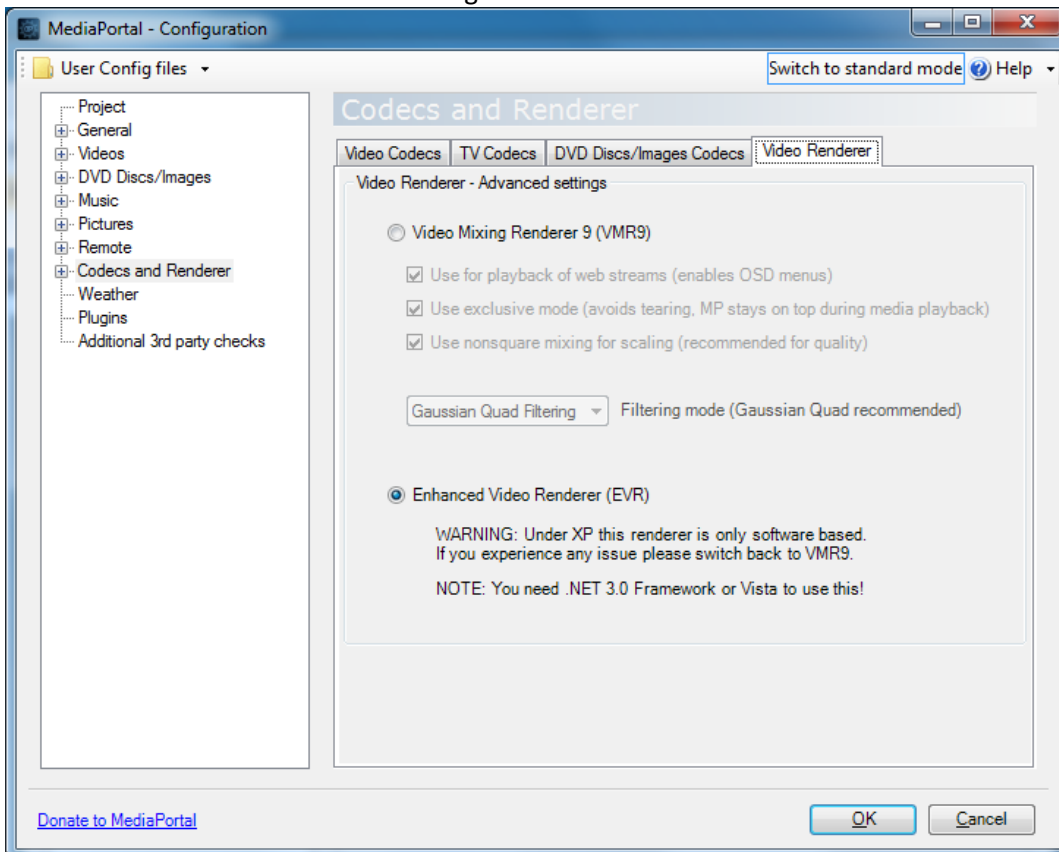 MediaPortal - Configuration
User Config files
Switch to standard mode
Help
Project
General
Videos
DVD Discs/Images
Music
Pictures
Remote
Codecs and Renderer
Weather
Plugins
Additional 3rd party checks
Codecs and Renderer
Video Codecs
TV Codecs
DVD Discs/Images Codecs
Video Renderer
Video Renderer - Advanced settings
Video Mixing Renderer 9 (VMR9)
Use for playback of web streams (enables OSD menus)
Use exclusive mode (avoids tearing, MP stays on top during media playback)
Use nonsquare mixing for scaling (recommended for quality)
Gaussian Quad Filtering
Filtering mode (Gaussian Quad recommended)
Enhanced Video Renderer (EVR)
WARNING: Under XP this renderer is only software based.
If you experience any issue please switch back to VMR9.
NOTE: You need .NET 3.0 Framework or Vista to use this!
Donate to MediaPortal
OK
Cancel